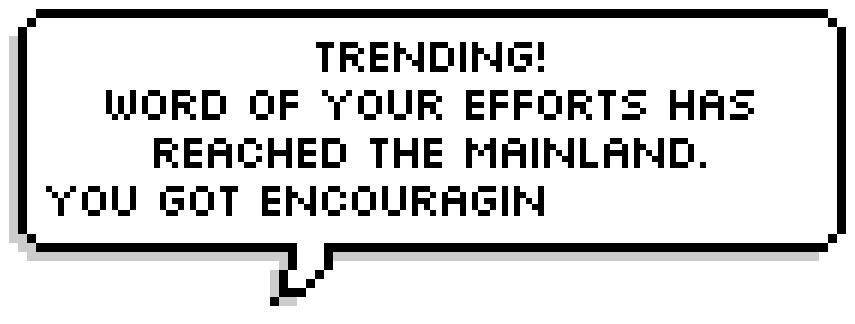 TRENDING!
WORD OF YOUR EFFORTS HAS
REACHED THE MAINLAND.
YOU GOT ENCOURAGIN